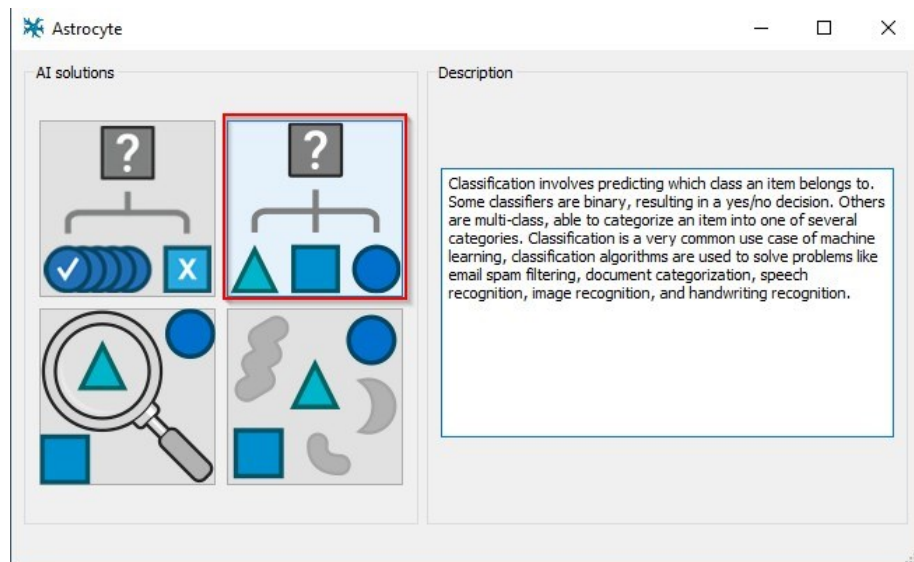 Astrocyte
AI solutions
Description
?
?
X
Classification involves predicting which class an item belongs to.
Some classifiers are binary, resulting in a yes/no decision. Others
are multi-class, able to categorize an item into one of several
categories. Classification is a very common use case of machine
learning, classification algorithms are used to solve problems like
email spam filtering, document categorization, speech
recognition, image recognition, and handwriting recognition.